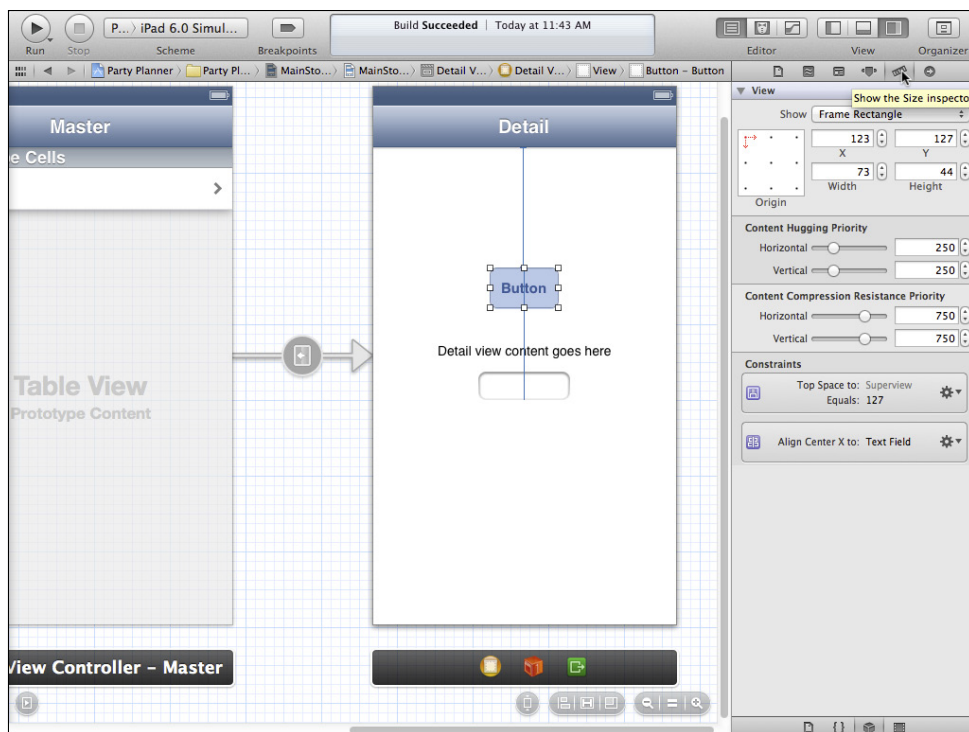 P...〉 iPad 6.0 Simul...
Build Succeeded | Today at 11:43 AM
Run
Stop
Scheme
Breakpoints
Editor
View
Organizer
Party Planner 〉 Party Pl... 〉 MainSto... 〉 MainSto... 〉 Detail V... 〉 Detail V... 〉 View 〉 Button – Button
View
Show the Size inspecto
Show Frame Rectangle
123 127
X Y
73 44
Width Height
Origin
Content Hugging Priority
Horizontal 250
Vertical 250
Content Compression Resistance Priority
Horizontal 750
Vertical 750
Constraints
Top Space to: Superview
Equals: 127
Align Center X to: Text Field
Master
e Cells
Table View
Prototype Content
View Controller – Master
Detail
Button
Detail view content goes here